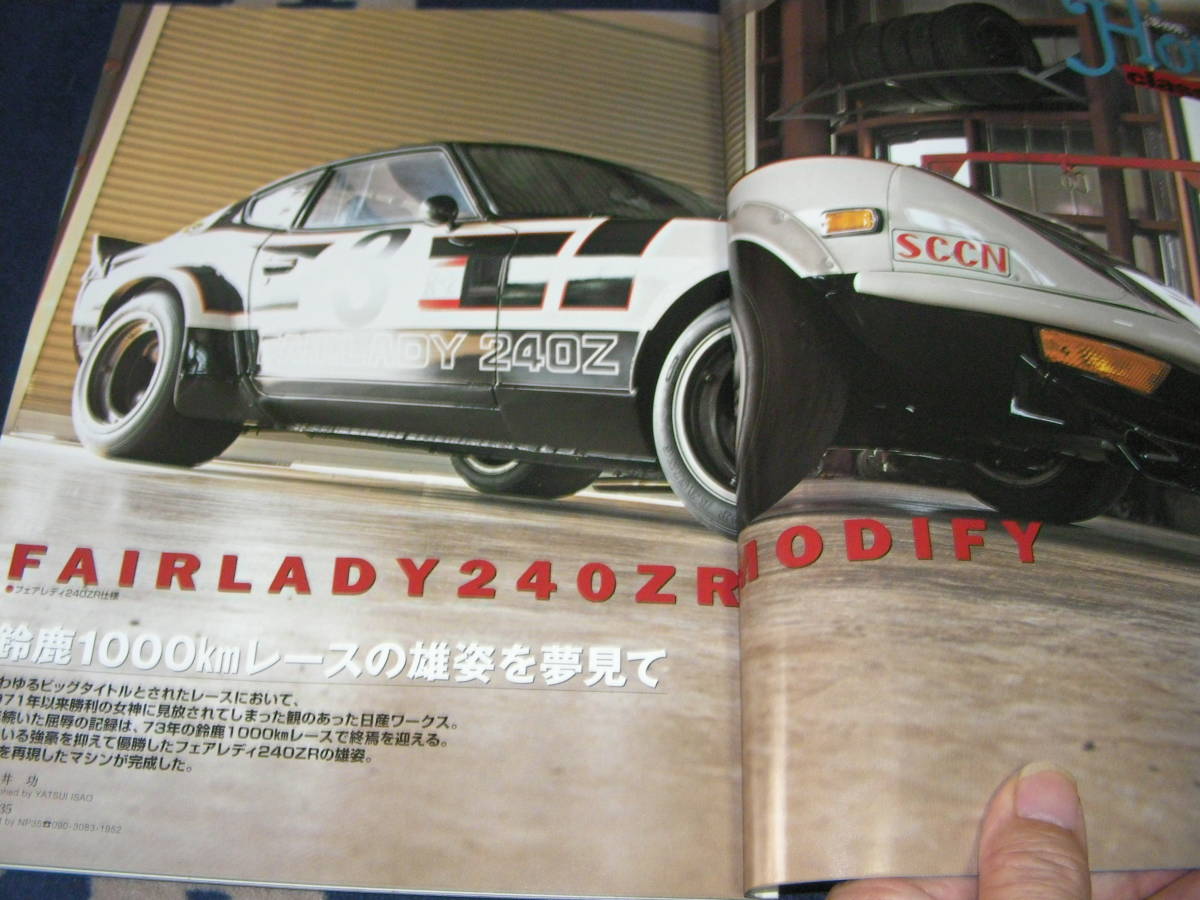 SCCN
3
LADY 240Z
FAIRLADY240ZR MODIFY
●フェアレディ240ZR仕様
鈴鹿1000kmレースの雄姿を夢見て
わゆるビッグタイトルとされたレースにおいて、
971年以来勝利の女神に見放されてしまった観のあった日産ワークス。
続いた屈辱の記録は、73年の鈴鹿1000kmレースで終焉を迎える。
いる強豪を抑えて優勝したフェアレディ240ZRの雄姿。
を再現したマシンが完成した。
井 功
phed by YATSUI ISAO
35
by NP35☎090-3083-1952